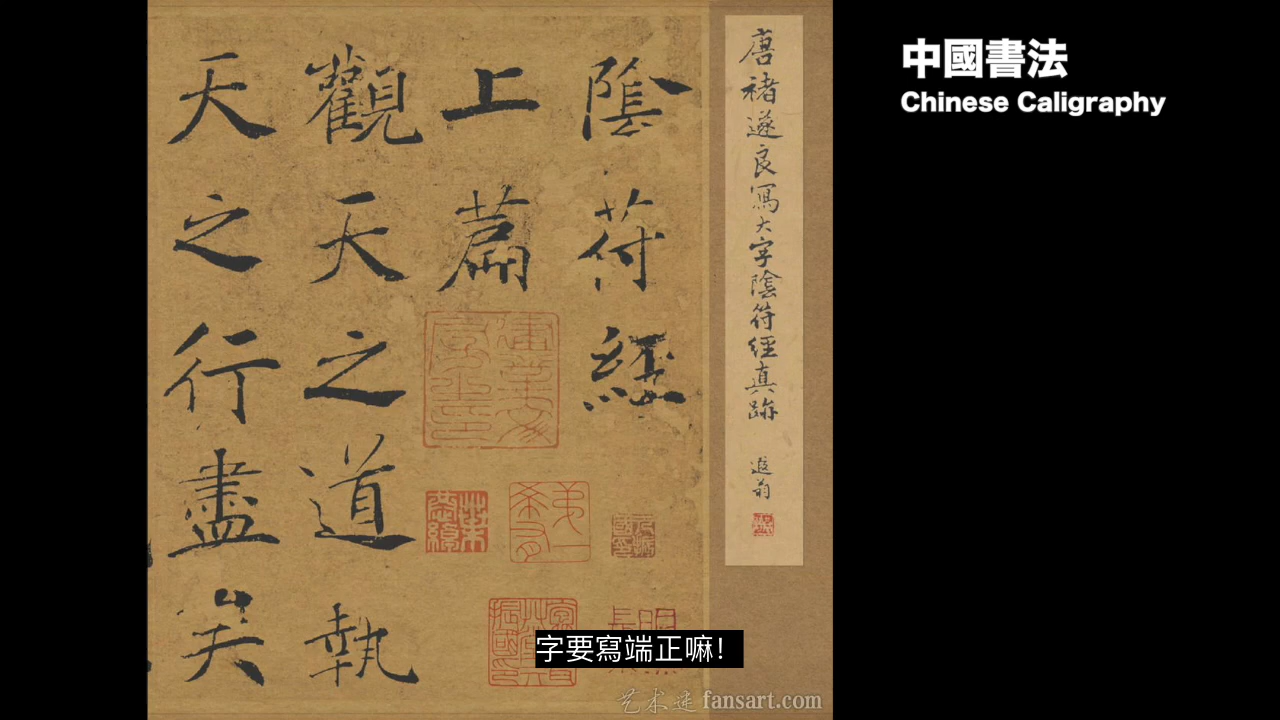 中國書法
Chinese Caligraphy
唐褚遂良寫大字陰符經真跡
遐翁
陰符經
上篇
觀天之道執
天之行盡矣
字要寫端正嘛！
艺术迷 fansart.com